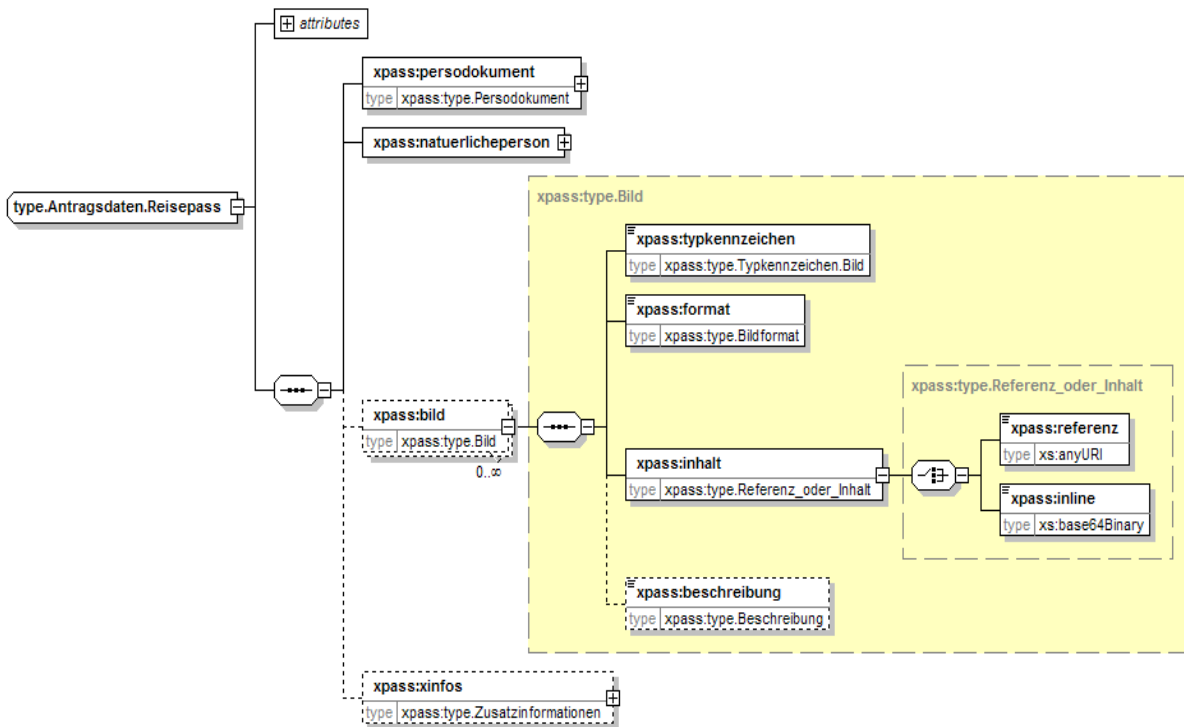 attributes
xpass:persodokument
type xpass:type.Persodokument
xpass:natuerlicheperson
type.Antragsdaten.Reisepass
xpass:type.Bild
xpass:typkennzeichen
type xpass:type.Typkennzeichen.Bild
xpass:format
type xpass:type.Bildformat
xpass:type.Referenz_oder_Inhalt
xpass:bild
type xpass:type.Bild
0..∞
xpass:inhalt
type xpass:type.Referenz_oder_Inhalt
xpass:referenz
type xs:anyURI
xpass:inline
type xs:base64Binary
xpass:beschreibung
type xpass:type.Beschreibung
xpass:xinfos
type xpass:type.Zusatzinformationen